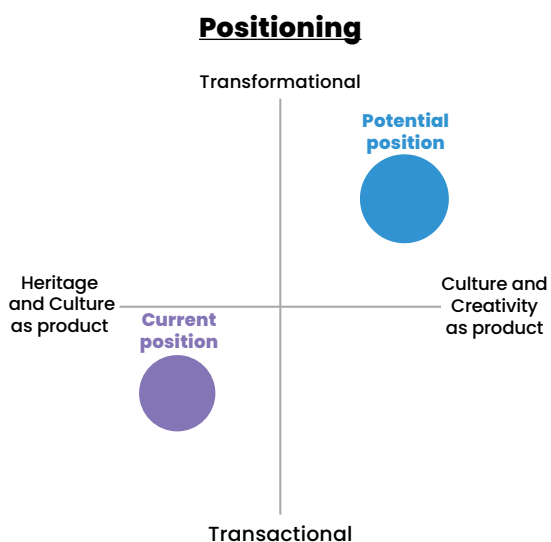 Positioning
Transformational
Potential
position
Heritage
and Culture
as product
Culture and
Creativity
as product
Current
position
Transactional